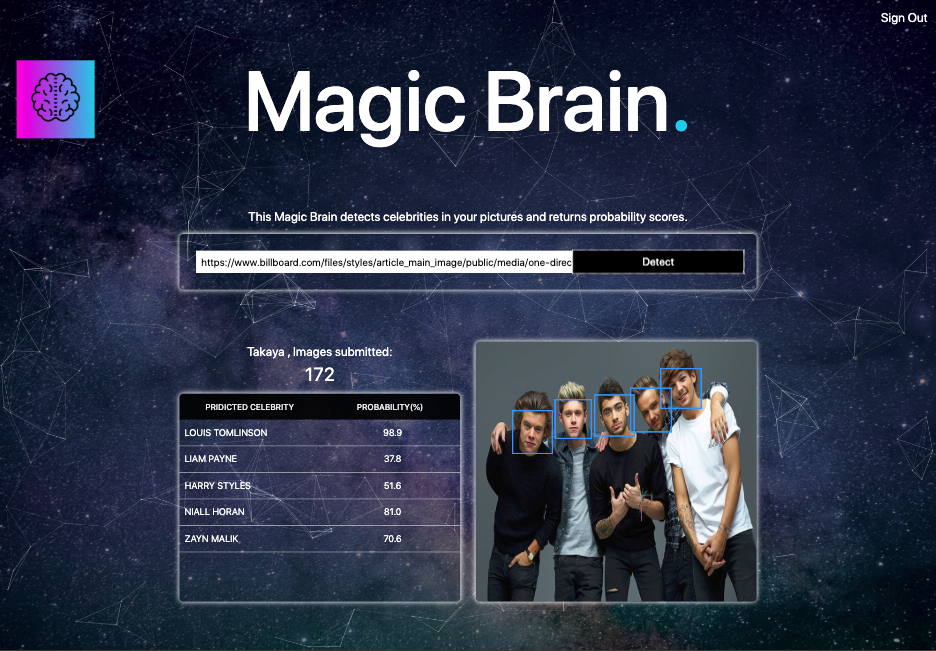 Sign Out
Magic Brain.
This Magic Brain detects celebrities in your pictures and returns probability scores.
https://www.billboard.com/files/styles/article_main_image/public/media/one-direc
Detect
Takaya , Images submitted:
172
PRIDICTED CELEBRITY PROBABILITY(%)
LOUIS TOMLINSON 98.9
LIAM PAYNE 37.8
HARRY STYLES 51.6
NIALL HORAN 81.0
ZAYN MALIK 70.6